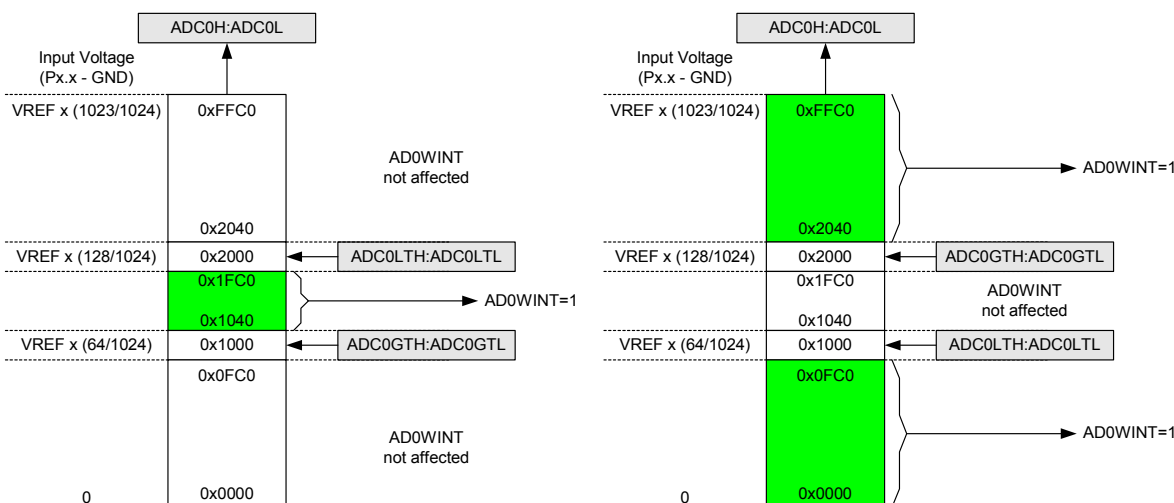 ADC0H:ADC0L
Input Voltage
(Px.x - GND)
VREF x (1023/1024)
0xFFC0
AD0WINT
not affected
0x2040
VREF x (128/1024)
0x2000
ADC0LTH:ADC0LTL
0x1FC0
AD0WINT=1
0x1040
VREF x (64/1024)
0x1000
ADC0GTH:ADC0GTL
0x0FC0
AD0WINT
not affected
0
0x0000
ADC0H:ADC0L
Input Voltage
(Px.x - GND)
VREF x (1023/1024)
0xFFC0
AD0WINT=1
0x2040
VREF x (128/1024)
0x2000
ADC0GTH:ADC0GTL
0x1FC0
AD0WINT
not affected
0x1040
VREF x (64/1024)
0x1000
ADC0LTH:ADC0LTL
0x0FC0
AD0WINT=1
0
0x0000